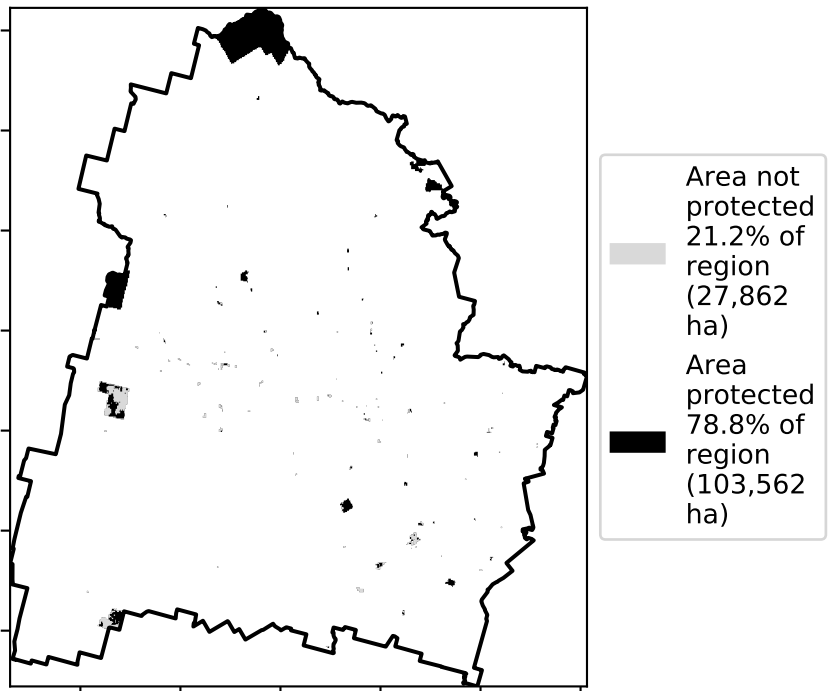 Area not
protected
21.2% of
region
(27,862
ha)
Area
protected
78.8% of
region
(103,562
ha)